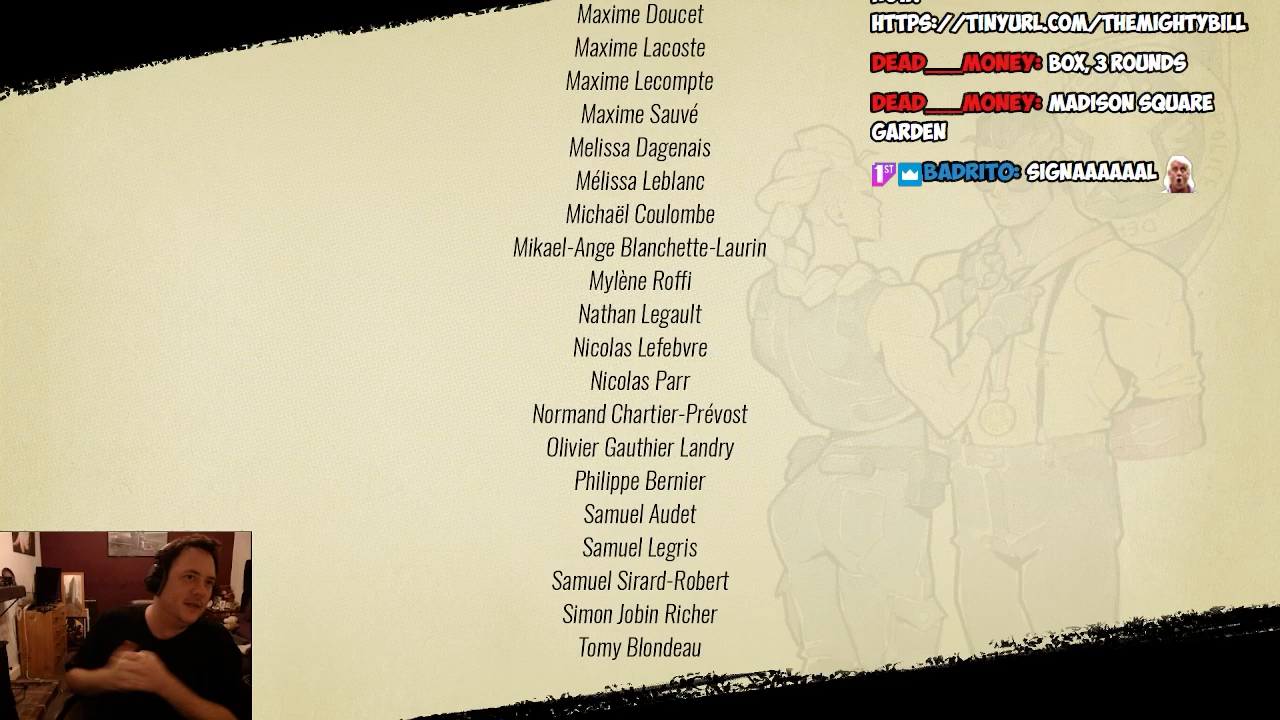 Maxime Doucet
Maxime Lacoste
Maxime Lecompte
Maxime Sauvé
Melissa Dagenais
Mélissa Leblanc
Michaël Coulombe
Mikael-Ange Blanchette-Laurin
Mylène Roffi
Nathan Legault
Nicolas Lefebvre
Nicolas Parr
Normand Chartier-Prévost
Olivier Gauthier Landry
Philippe Bernier
Samuel Audet
Samuel Legris
Samuel Sirard-Robert
Simon Jobin Richer
Tomy Blondeau
HTTPS://TINYURL.COM/THEMIGHTYBILL
DEAD___MONEY: BOX, 3 ROUNDS
DEAD___MONEY: MADISON SQUARE
GARDEN
1ST BADRITO: SIGNAAAAAAL